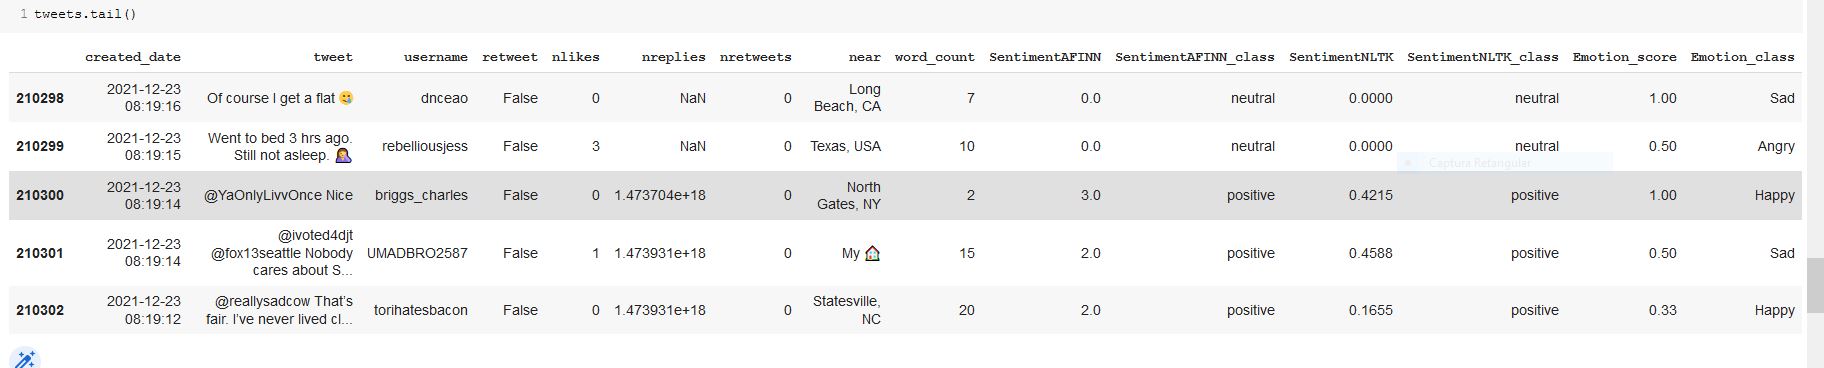 1 tweets.tail()
created_date tweet username retweet nlikes nreplies nretweets near word_count SentimentAFINN SentimentAFINN_class SentimentNLTK SentimentNLTK_class Emotion_score Emotion_class
210298 2021-12-23 08:19:16 Of course I get a flat 🥲 dnceao False 0 NaN 0 Long Beach, CA 7 0.0 neutral 0.0000 neutral 1.00 Sad
210299 2021-12-23 08:19:15 Went to bed 3 hrs ago. Still not asleep. 🤦‍♀️ rebelliousjess False 3 NaN 0 Texas, USA 10 0.0 neutral 0.0000 neutral 0.50 Angry
Captura Retangular
210300 2021-12-23 08:19:14 @YaOnlyLivvOnce Nice briggs_charles False 0 1.473704e+18 0 North Gates, NY 2 3.0 positive 0.4215 positive 1.00 Happy
210301 2021-12-23 08:19:14 @ivoted4djt @fox13seattle Nobody cares about S... UMADBRO2587 False 1 1.473931e+18 0 My 🏠 15 2.0 positive 0.4588 positive 0.50 Sad
210302 2021-12-23 08:19:12 @reallysadcow That’s fair. I’ve never lived cl... torihatesbacon False 0 1.473931e+18 0 Statesville, NC 20 2.0 positive 0.1655 positive 0.33 Happy